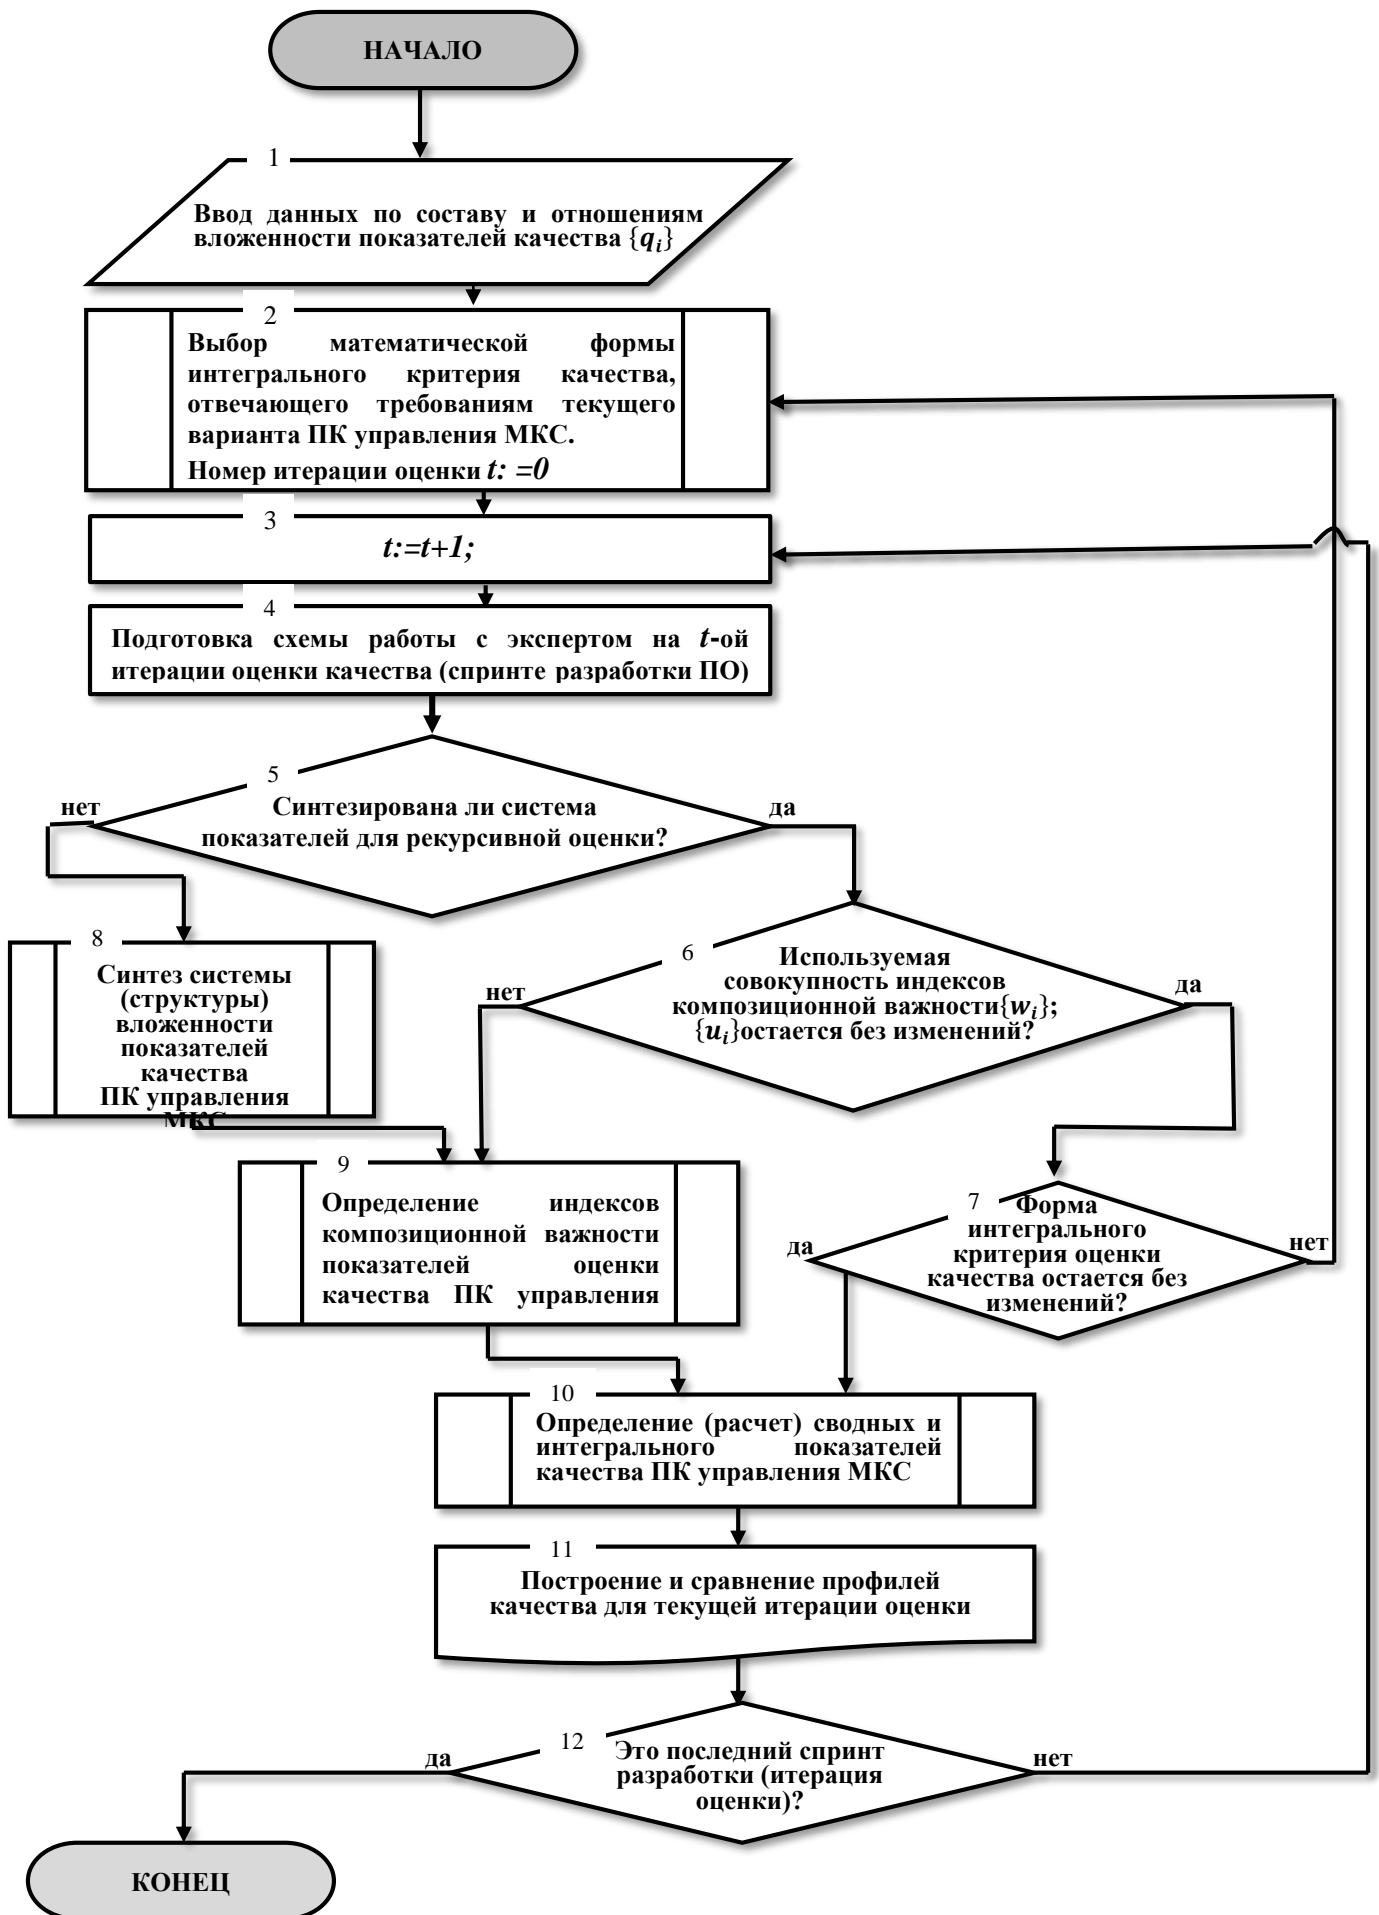 НАЧАЛО
1
Ввод данных по составу и отношениям
вложенности показателей качества {qᵢ}
2
Выбор математической формы
интегрального критерия качества,
отвечающего требованиям текущего
варианта ПК управления МКС.
Номер итерации оценки t: =0
3
t:=t+1;
4
Подготовка схемы работы с экспертом на t-ой
итерации оценки качества (спринте разработки ПО)
5
Синтезирована ли система
показателей для рекурсивной оценки?
нет
да
6
Используемая
совокупность индексов
композиционной важности{wᵢ};
{uᵢ}остается без изменений?
нет
да
8
Синтез системы
(структуры)
вложенности
показателей
качества
ПК управления
МКС
9
Определение индексов
композиционной важности
показателей оценки
качества ПК управления
7
Форма
интегрального
критерия оценки
качества остается без
изменений?
да
нет
10
Определение (расчет) сводных и
интегрального показателей
качества ПК управления МКС
11
Построение и сравнение профилей
качества для текущей итерации оценки
12
Это последний спринт
разработки (итерация
оценки)?
да
нет
КОНЕЦ